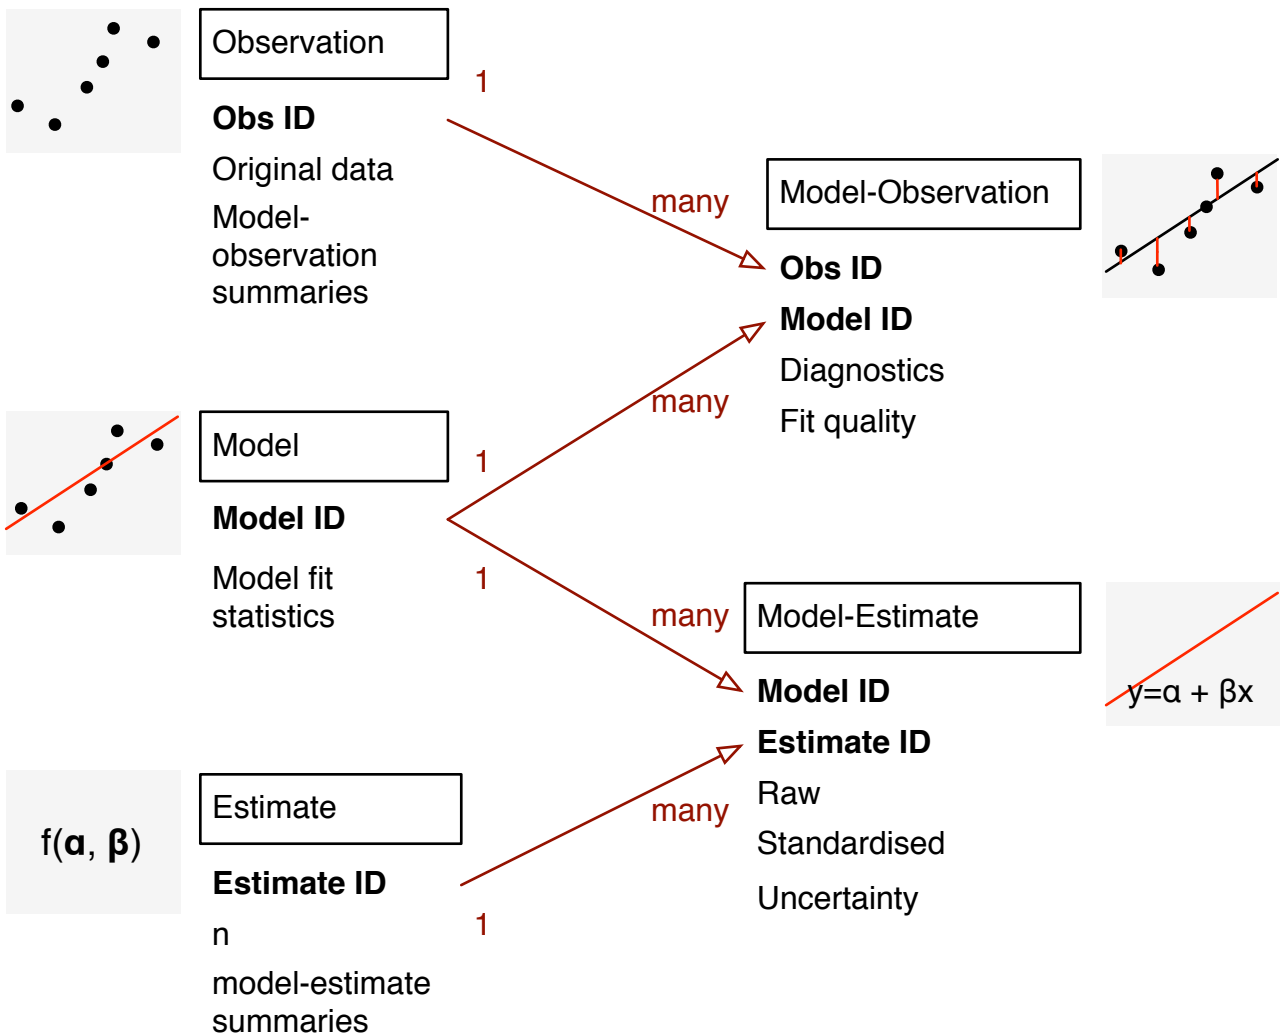 Observation
1
Obs ID
Original data
Model-
observation
summaries
many
Model-Observation
Obs ID
Model ID
Diagnostics
Fit quality
many
Model
1
Model ID
Model fit
statistics
1
many
Model-Estimate
Model ID
Estimate ID
Raw
Standardised
Uncertainty
y=α + βx
many
f(α, β)
Estimate
Estimate ID
1
n
model-estimate
summaries